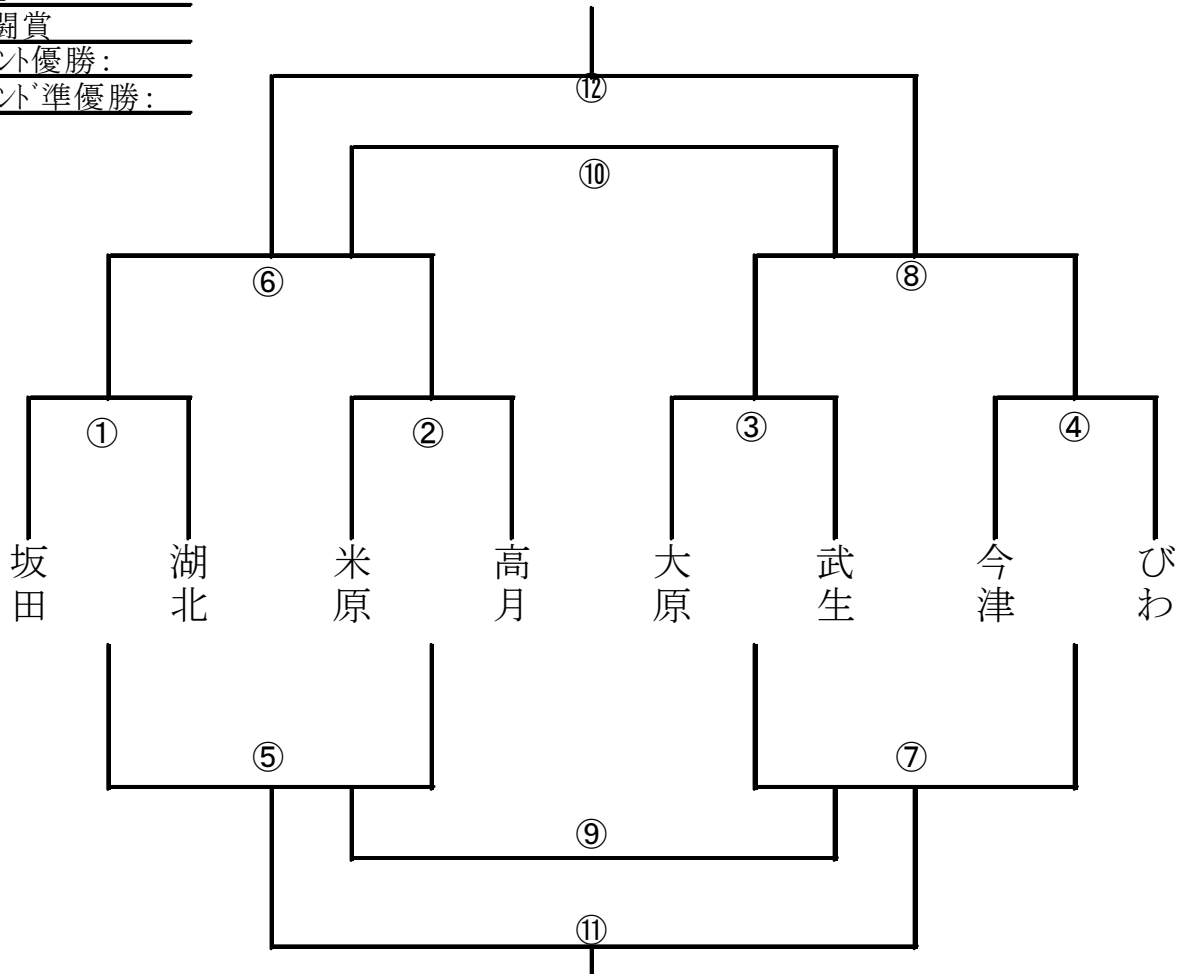 闘賞
ント優勝:
ンド準優勝:
⑫
⑩
⑥
⑧
①
②
③
④
坂田
湖北
米原
高月
大原
武生
今津
びわ
⑤
⑦
⑨
⑪